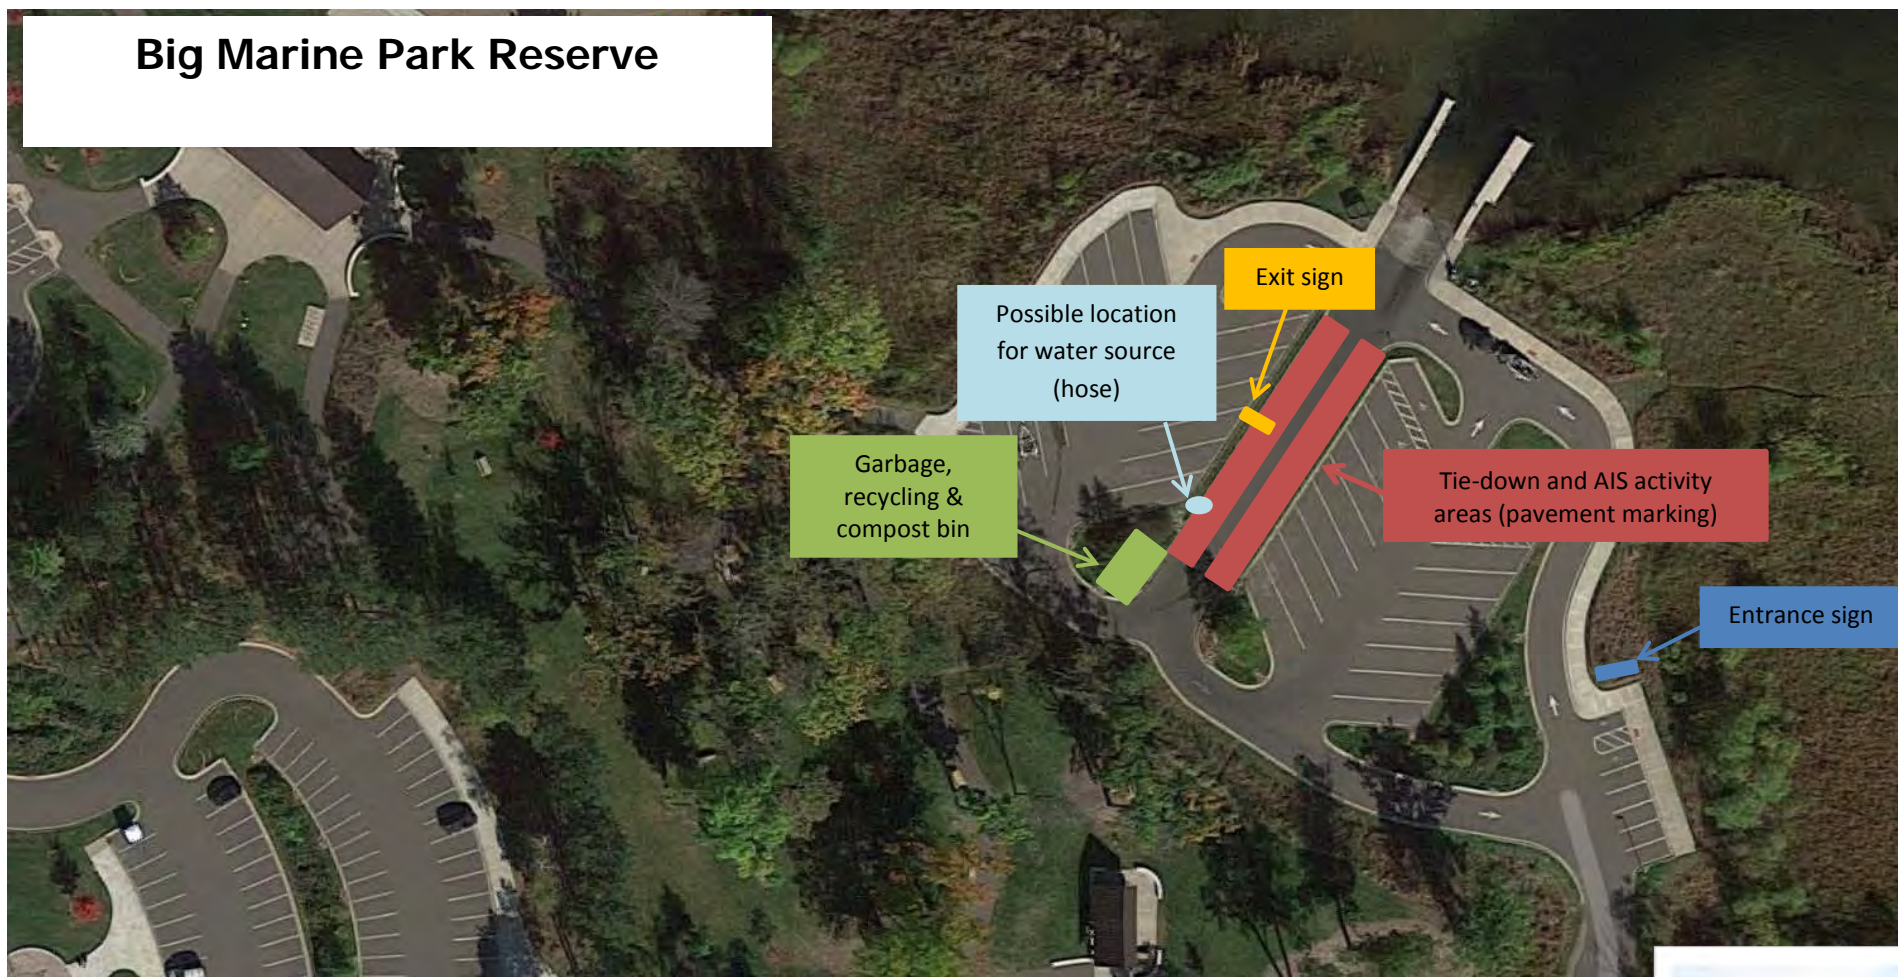 Big Marine Park Reserve
Exit sign
Possible location
for water source
(hose)
Garbage,
recycling &
compost bin
Tie-down and AIS activity
areas (pavement marking)
Entrance sign